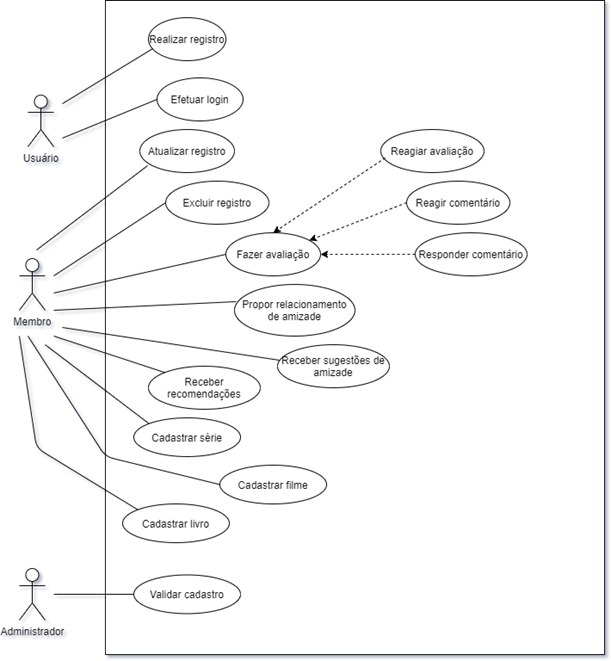 Realizar registro
Efetuar login
Usuário
Atualizar registro
Reagiar avaliação
Excluir registro
Reagir comentário
Fazer avaliação
Responder comentário
Membro
Propor relacionamento
de amizade
Receber sugestões de
amizade
Receber
recomendações
Cadastrar série
Cadastrar filme
Cadastrar livro
Validar cadastro
Administrador